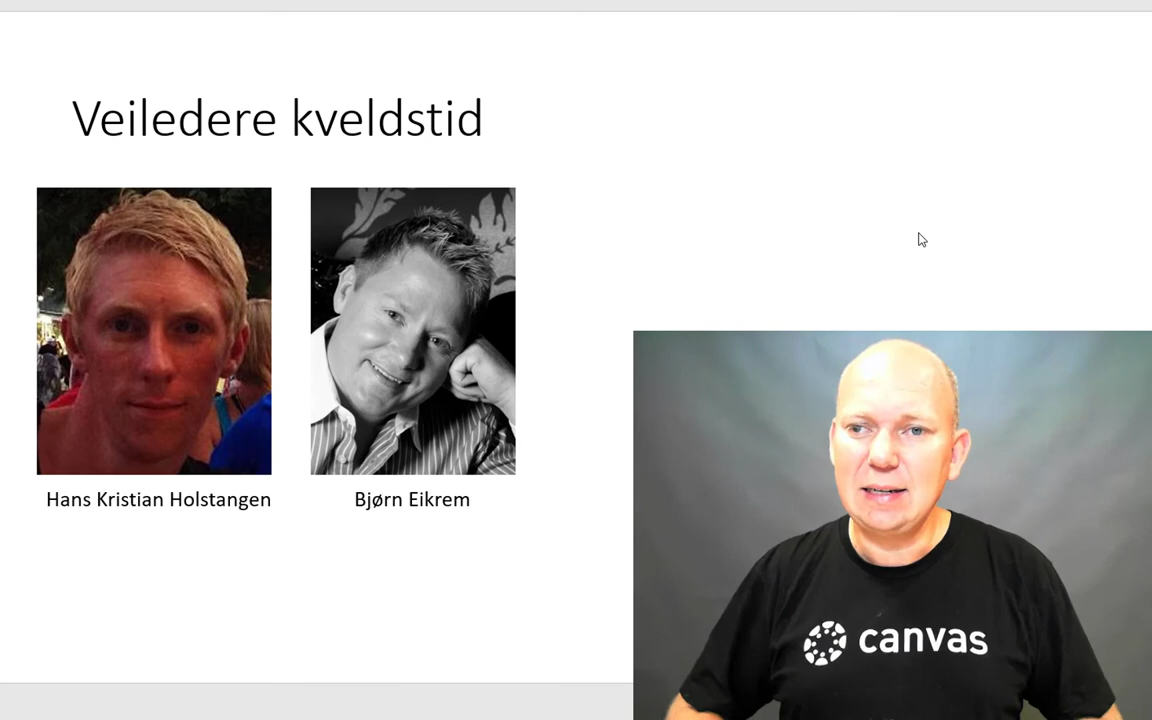 Veiledere kveldstid
Hans Kristian Holstangen
Bjørn Eikrem
canvas